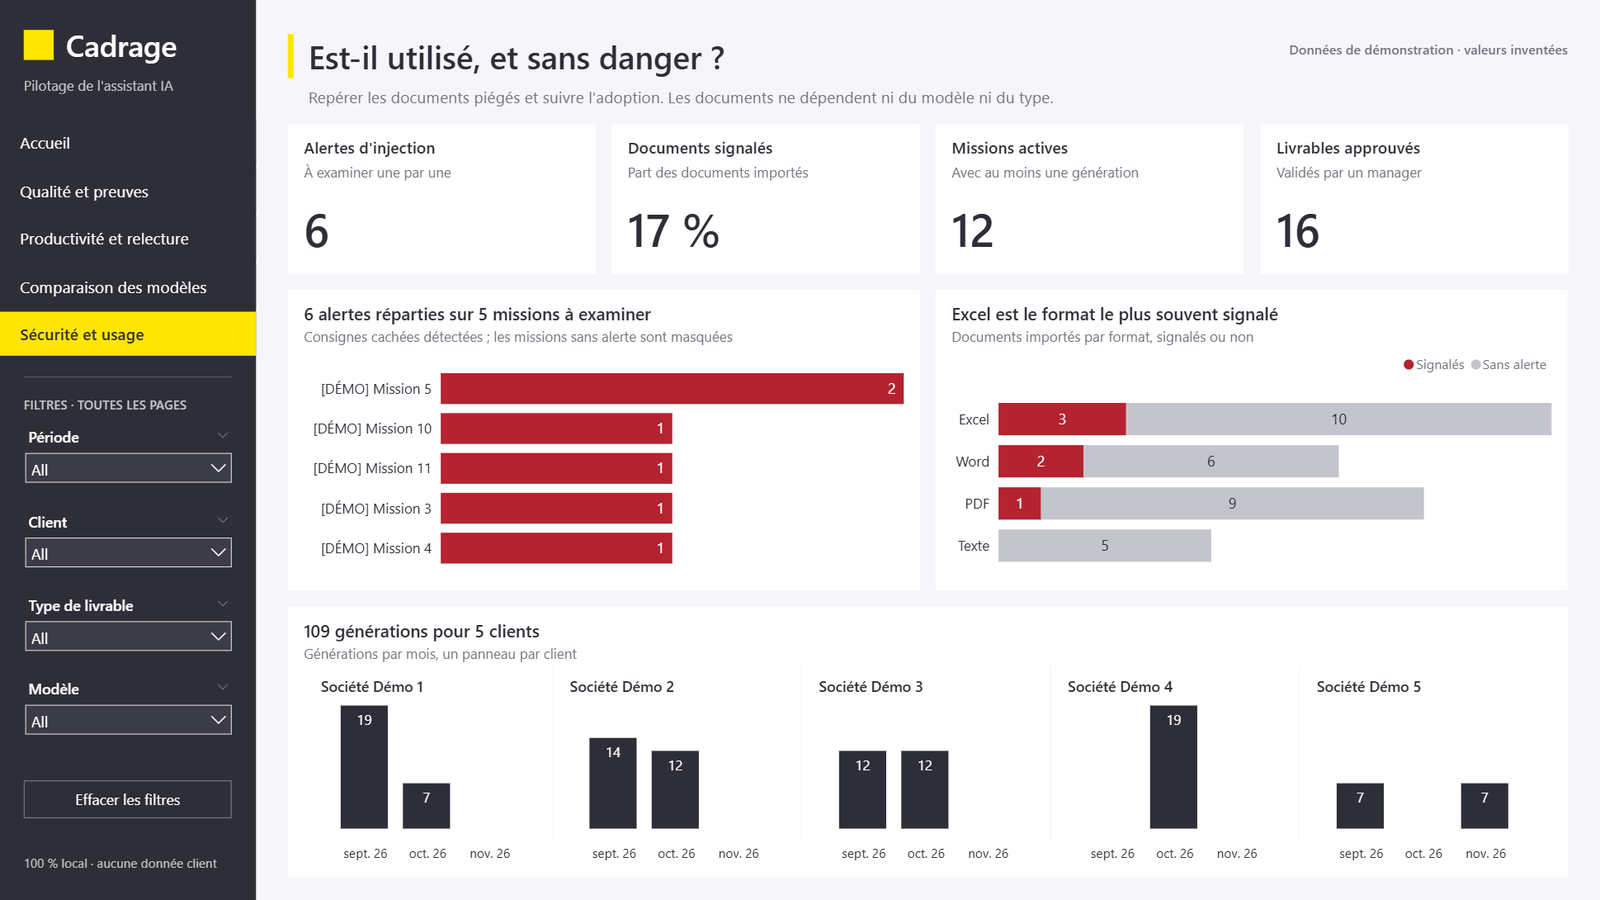 Cadrage
Pilotage de l'assistant IA
Accueil
Qualité et preuves
Productivité et relecture
Comparaison des modèles
Sécurité et usage
FILTRES · TOUTES LES PAGES
Période
All
Client
All
Type de livrable
All
Modèle
All
Effacer les filtres
100 % local · aucune donnée client
Est-il utilisé, et sans danger ?
Données de démonstration · valeurs inventées
Repérer les documents piégés et suivre l'adoption. Les documents ne dépendent ni du modèle ni du type.
Alertes d'injection
À examiner une par une
6
Documents signalés
Part des documents importés
17 %
Missions actives
Avec au moins une génération
12
Livrables approuvés
Validés par un manager
16
6 alertes réparties sur 5 missions à examiner
Consignes cachées détectées ; les missions sans alerte sont masquées
[DÉMO] Mission 5 2
[DÉMO] Mission 10 1
[DÉMO] Mission 11 1
[DÉMO] Mission 3 1
[DÉMO] Mission 4 1
Excel est le format le plus souvent signalé
Documents importés par format, signalés ou non
Signalés Sans alerte
Excel 3 10
Word 2 6
PDF 1 9
Texte 5
109 générations pour 5 clients
Générations par mois, un panneau par client
Société Démo 1
19 7
sept. 26 oct. 26 nov. 26
Société Démo 2
14 12
sept. 26 oct. 26 nov. 26
Société Démo 3
12 12
sept. 26 oct. 26 nov. 26
Société Démo 4
19
sept. 26 oct. 26 nov. 26
Société Démo 5
7 7
sept. 26 oct. 26 nov. 26